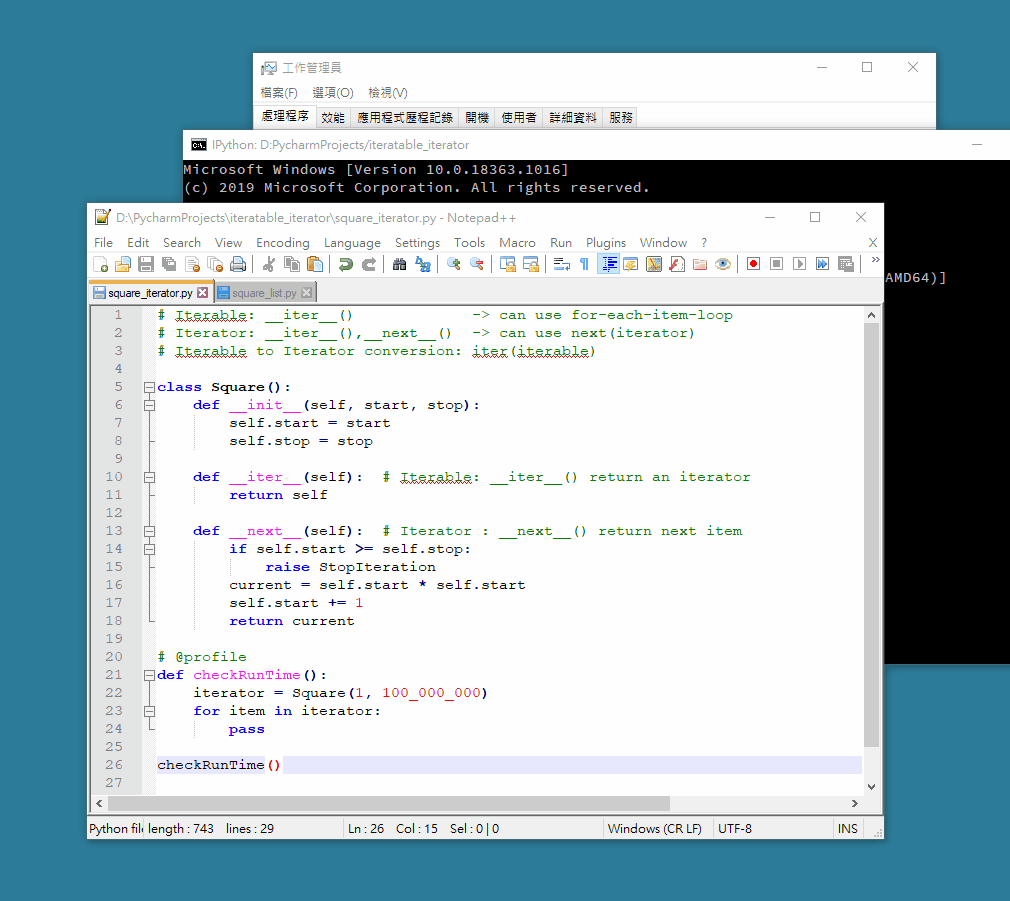 工作管理員
檔案(F) 選項(O) 檢視(V)
處理程序 效能 應用程式歷程記錄 開機 使用者 詳細資料 服務
IPython: D:PycharmProjects/iteratable_iterator
Microsoft Windows [Version 10.0.18363.1016]
(c) 2019 Microsoft Corporation. All rights reserved.
AMD64)]
D:\PycharmProjects\iteratable_iterator\square_iterator.py - Notepad++
File Edit Search View Encoding Language Settings Tools Macro Run Plugins Window ? X
square_iterator.py square_list.py
1 # Iterable: __iter__() -> can use for-each-item-loop
2 # Iterator: __iter__(),__next__() -> can use next(iterator)
3 # Iterable to Iterator conversion: iter(iterable)
4
5 class Square():
6 def __init__(self, start, stop):
7 self.start = start
8 self.stop = stop
9
10 def __iter__(self): # Iterable: __iter__() return an iterator
11 return self
12
13 def __next__(self): # Iterator : __next__() return next item
14 if self.start >= self.stop:
15 raise StopIteration
16 current = self.start * self.start
17 self.start += 1
18 return current
19
20 # @profile
21 def checkRunTime():
22 iterator = Square(1, 100_000_000)
23 for item in iterator:
24 pass
25
26 checkRunTime()
27
Python fil length : 743 lines : 29 Ln : 26 Col : 15 Sel : 0 | 0 Windows (CR LF) UTF-8 INS